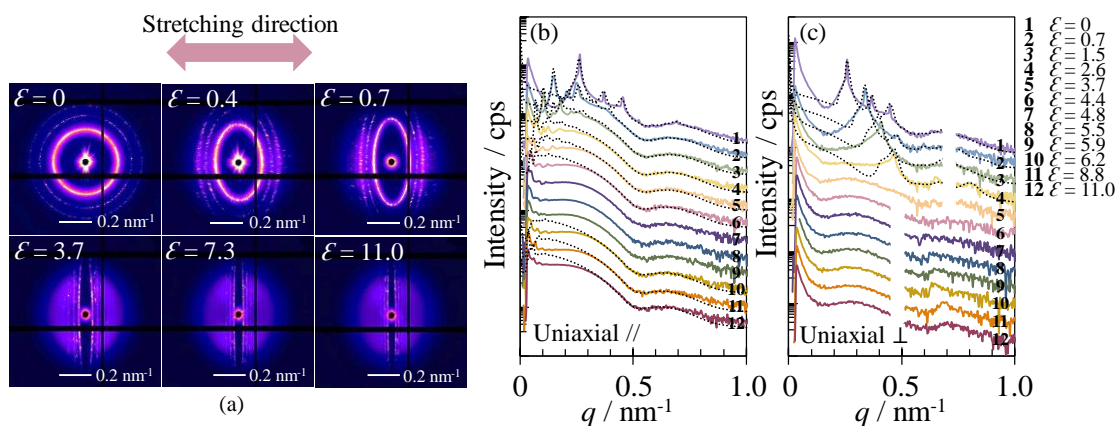 (a)
Stretching direction
ℰ = 0
ℰ = 0.4
ℰ = 0.7
0.2 nm⁻¹
0.2 nm⁻¹
0.2 nm⁻¹
ℰ = 3.7
ℰ = 7.3
ℰ = 11.0
0.2 nm⁻¹
0.2 nm⁻¹
0.2 nm⁻¹
(a)
(b)
Intensity / cps
1
2
3
4
5
6
7
8
9
10
11
12
Uniaxial //
0
0.5
1.0
q / nm⁻¹
(c)
Intensity / cps
1
2
3
4
5
6
7
8
9
10
11
12
Uniaxial ⊥
0
0.5
1.0
q / nm⁻¹
1 ℰ = 0
2 ℰ = 0.7
3 ℰ = 1.5
4 ℰ = 2.6
5 ℰ = 3.7
6 ℰ = 4.4
7 ℰ = 4.8
8 ℰ = 5.5
9 ℰ = 5.9
10 ℰ = 6.2
11 ℰ = 8.8
12 ℰ = 11.0